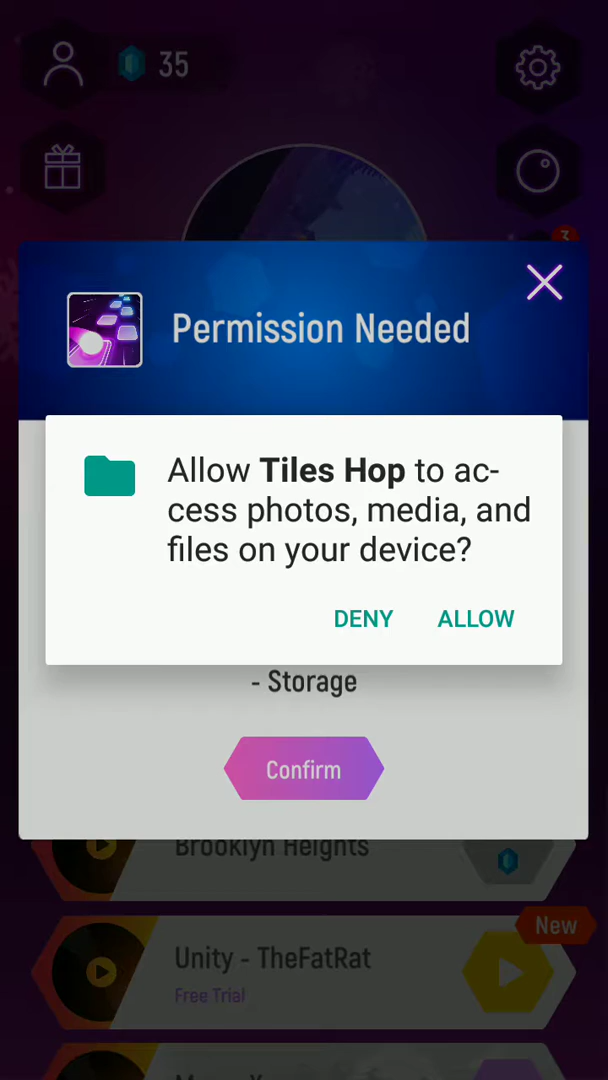 35
3
Permission Needed
Allow Tiles Hop to ac-
cess photos, media, and
files on your device?
DENY ALLOW
- Storage
Confirm
Brooklyn Heights
New
Unity - TheFatRat
Free Trial